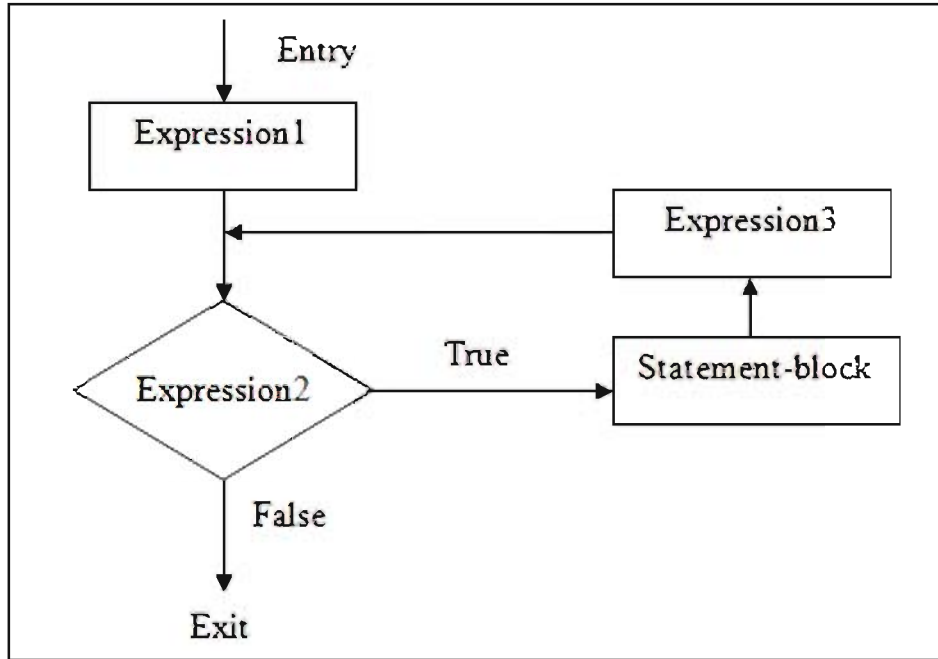 Entry
Expression1
Expression3
Expression2
True
Statement-block
False
Exit